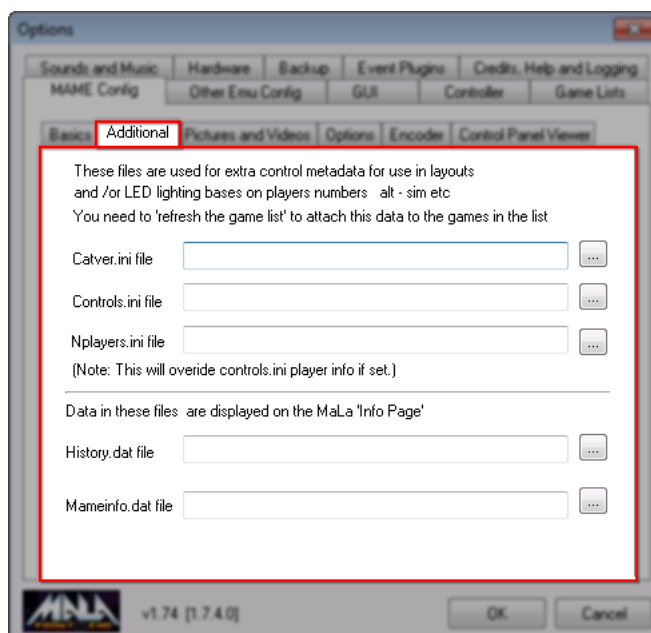 Options
Sounds and Music Hardware Backup Event Plugins Credits, Help and Logging
MAME Config Other Emu Config GUI Controller Game Lists
Basics Additional Pictures and Videos Options Encoder Control Panel Viewer
These files are used for extra control metadata for use in layouts
and /or LED lighting bases on players numbers alt - sim etc
You need to 'refresh the game list' to attach this data to the games in the list
Catver.ini file ...
Controls.ini file ...
Nplayers.ini file ...
(Note: This will overide controls.ini player info if set.)
Data in these files are displayed on the MaLa 'Info Page'
History.dat file ...
Mameinfo.dat file ...
MALA v1.74 [1.7.4.0] OK Cancel